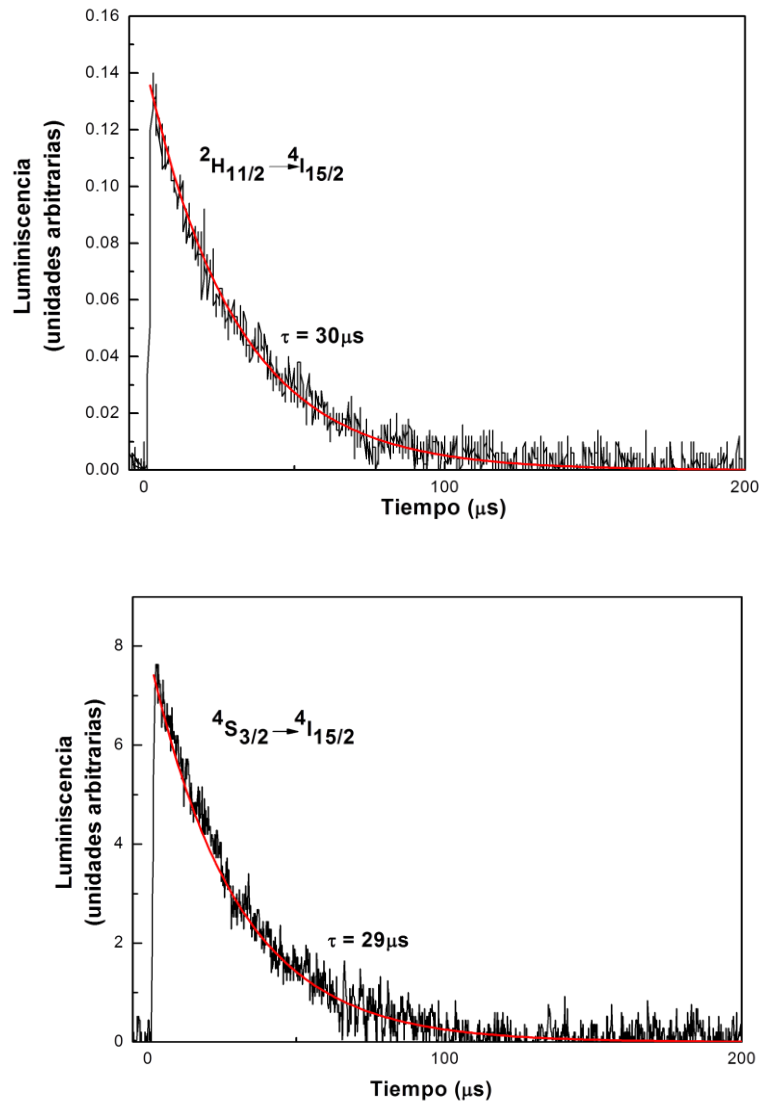 0.16
0.14
0.12
0.10
0.08
0.06
0.04
0.02
0.00
Luminiscencia
(unidades arbitrarias)
²H₁₁/₂ → ⁴I₁₅/₂
τ = 30μs
0 100 200
Tiempo (μs)
8
6
4
2
0
Luminiscencia
(unidades arbitrarias)
⁴S₃/₂ → ⁴I₁₅/₂
τ = 29μs
0 100 200
Tiempo (μs)